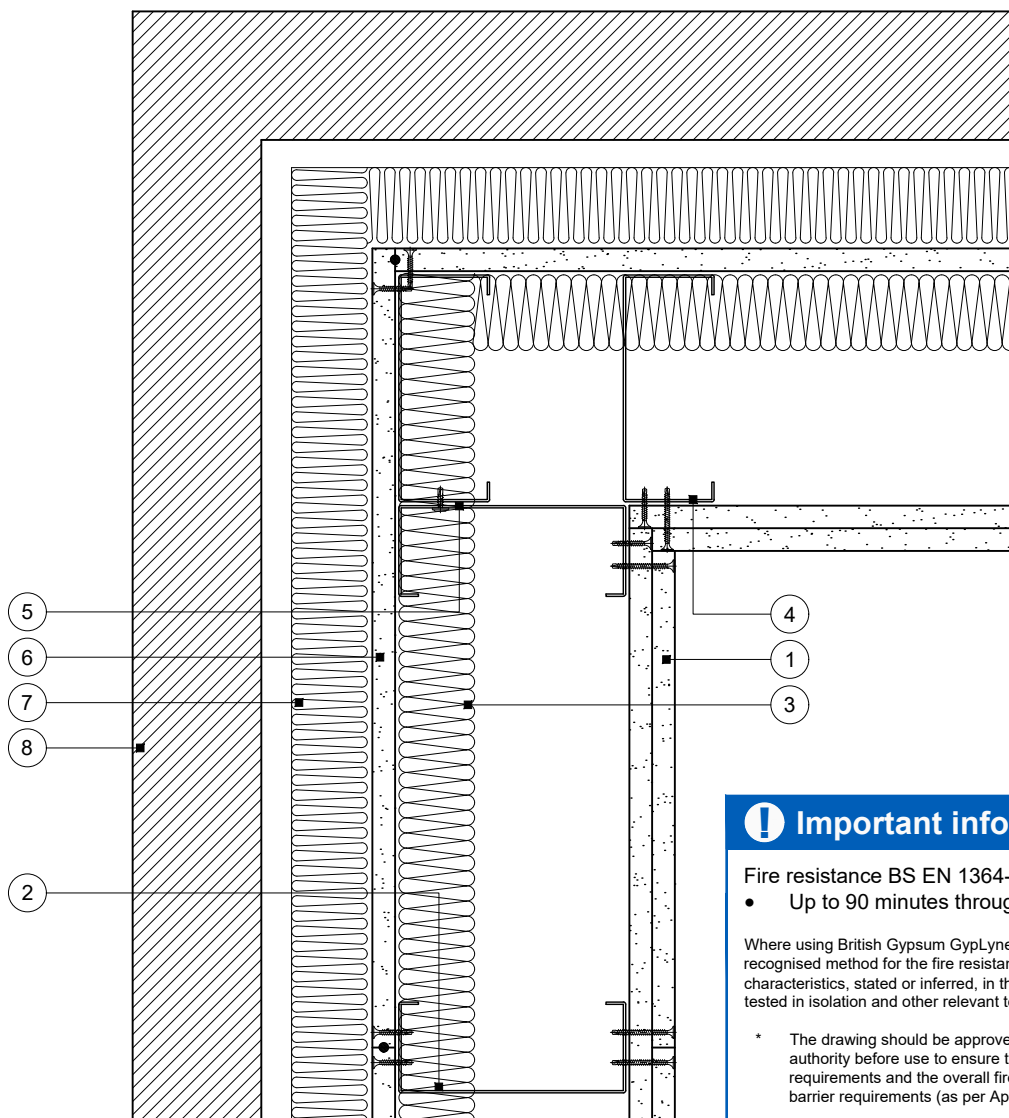 5
6
7
8
2
4
1
3
Important info
Fire resistance BS EN 1364-
• Up to 90 minutes throug
Where using British Gypsum GypLyne
recognised method for the fire resistan
characteristics, stated or inferred, in th
tested in isolation and other relevant te
* The drawing should be approve
authority before use to ensure t
requirements and the overall fire
barrier requirements (as per Ap